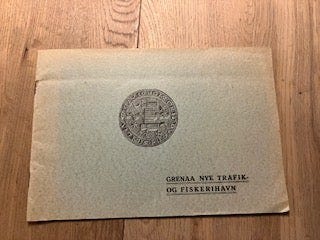 GRENAA NYE TRAFIK-
OG FISKERIHAVN